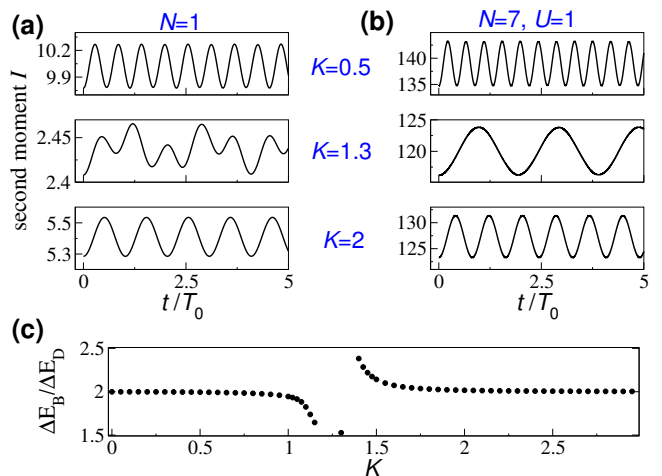 (a) N=1 (b) N=7, U=1
second moment I
10.2
9.9
K=0.5
140
135
2.45
2.4
K=1.3
125
120
5.5
5.3
K=2
130
125
0 2.5 5
t/T0
0 2.5 5
t/T0
(c)
ΔE_B/ΔE_D
2.5
2
1.5
0 0.5 1 1.5 2 2.5
K